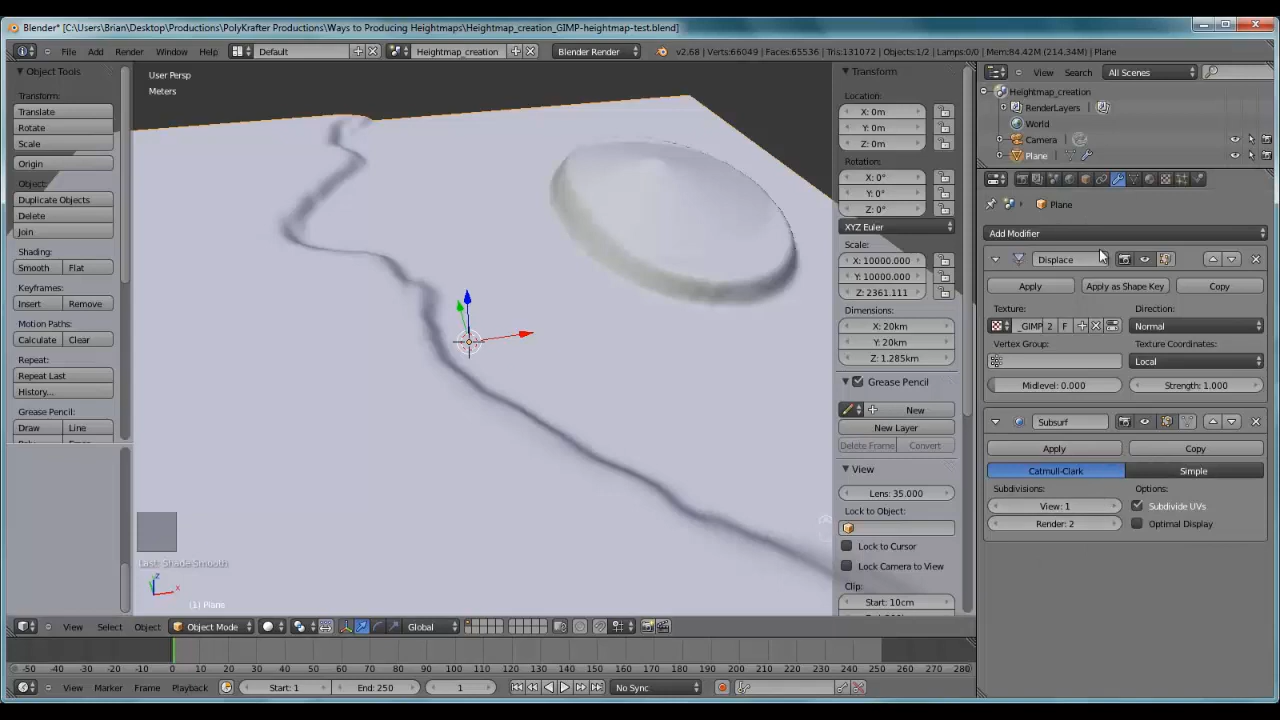 Blender* [C:\Users\Brian\Desktop\Productions\PolyKrafter Productions\Ways to Producing Heightmaps\Heightmap_creation_GIMP-heightmap-test.blend]
File Add Render Window Help Default Heightmap_creation Blender Render v2.68 | Verts:66049 | Faces:65536 | Tris:131072 | Objects:1/2 | Lamps:0/0 | Mem:84.42M (214.34M) | Plane
Object Tools
Transform:
Translate
Rotate
Scale
Origin
Object:
Duplicate Objects
Delete
Join
Shading:
Smooth Flat
Keyframes:
Insert Remove
Motion Paths:
Calculate Clear
Repeat:
Repeat Last
History...
Grease Pencil:
Draw Line
User Persp
Meters
Last: Shade Smooth
z
x
(1) Plane
Transform
Location:
X: 0m
Y: 0m
Z: 0m
Rotation:
X: 0°
Y: 0°
Z: 0°
XYZ Euler
Scale:
X: 10000.000
Y: 10000.000
Z: 2361.111
Dimensions:
X: 20km
Y: 20km
Z: 1.285km
Grease Pencil
New
New Layer
Delete Frame Convert
View
Lens: 35.000
Lock to Object:
Lock to Cursor
Lock Camera to View
Clip:
Start: 10cm
View Search All Scenes
Heightmap_creation
RenderLayers
World
Camera
Plane
Plane
Add Modifier
Displace
Apply Apply as Shape Key Copy
Texture: Direction:
_GIMP 2 F Normal
Vertex Group: Texture Coordinates:
Local
Midlevel: 0.000 Strength: 1.000
Subsurf
Apply Copy
Catmull-Clark Simple
Subdivisions: Options:
View: 1 Subdivide UVs
Render: 2 Optimal Display
View Select Object Object Mode Global
-50 -40 -30 -20 -10 0 10 20 30 40 50 60 70 80 90 100 110 120 130 140 150 160 170 180 190 200 210 220 230 240 250 260 270 280
View Marker Frame Playback Start: 1 End: 250 1 No Sync